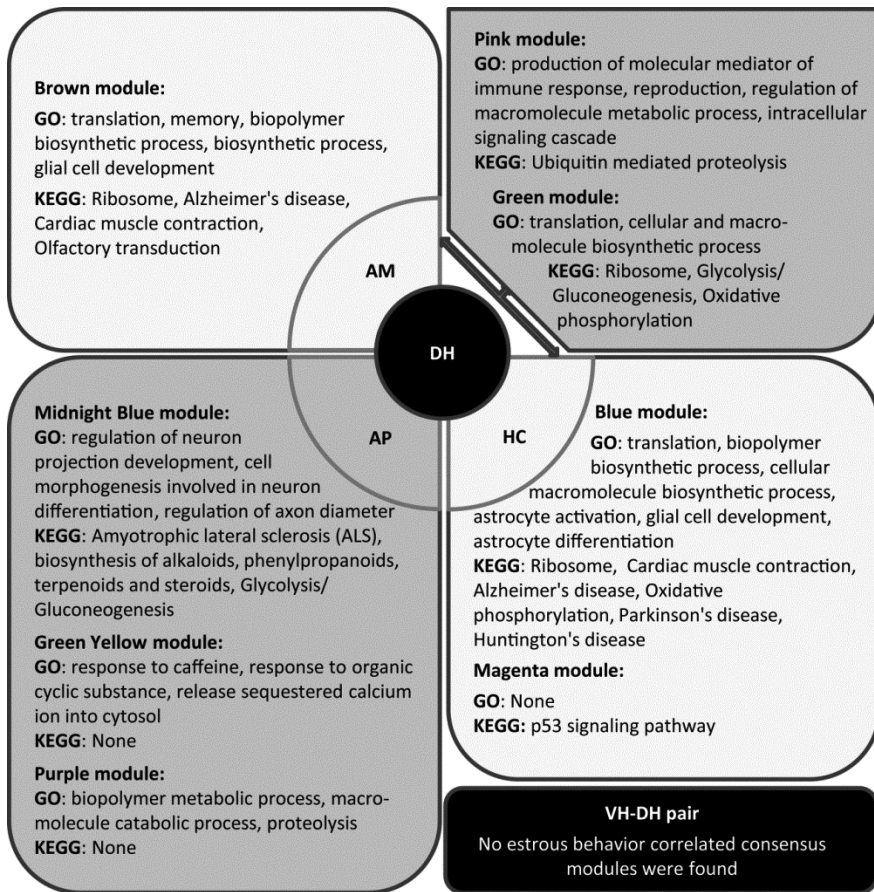 Brown module:
GO: translation, memory, biopolymer
biosynthetic process, biosynthetic process,
glial cell development
KEGG: Ribosome, Alzheimer's disease,
Cardiac muscle contraction,
Olfactory transduction
Pink module:
GO: production of molecular mediator of
immune response, reproduction, regulation of
macromolecule metabolic process, intracellular
signaling cascade
KEGG: Ubiquitin mediated proteolysis
Green module:
GO: translation, cellular and macro-
molecule biosynthetic process
KEGG: Ribosome, Glycolysis/
Gluconeogenesis, Oxidative
phosphorylation
AM
DH
AP
HC
Midnight Blue module:
GO: regulation of neuron
projection development, cell
morphogenesis involved in neuron
differentiation, regulation of axon diameter
KEGG: Amyotrophic lateral sclerosis (ALS),
biosynthesis of alkaloids, phenylpropanoids,
terpenoids and steroids, Glycolysis/
Gluconeogenesis
Green Yellow module:
GO: response to caffeine, response to organic
cyclic substance, release sequestered calcium
ion into cytosol
KEGG: None
Purple module:
GO: biopolymer metabolic process, macro-
molecule catabolic process, proteolysis
KEGG: None
Blue module:
GO: translation, biopolymer
biosynthetic process, cellular
macromolecule biosynthetic process,
astrocyte activation, glial cell development,
astrocyte differentiation
KEGG: Ribosome, Cardiac muscle contraction,
Alzheimer's disease, Oxidative
phosphorylation, Parkinson's disease,
Huntington's disease
Magenta module:
GO: None
KEGG: p53 signaling pathway
VH-DH pair
No estrous behavior correlated consensus
modules were found